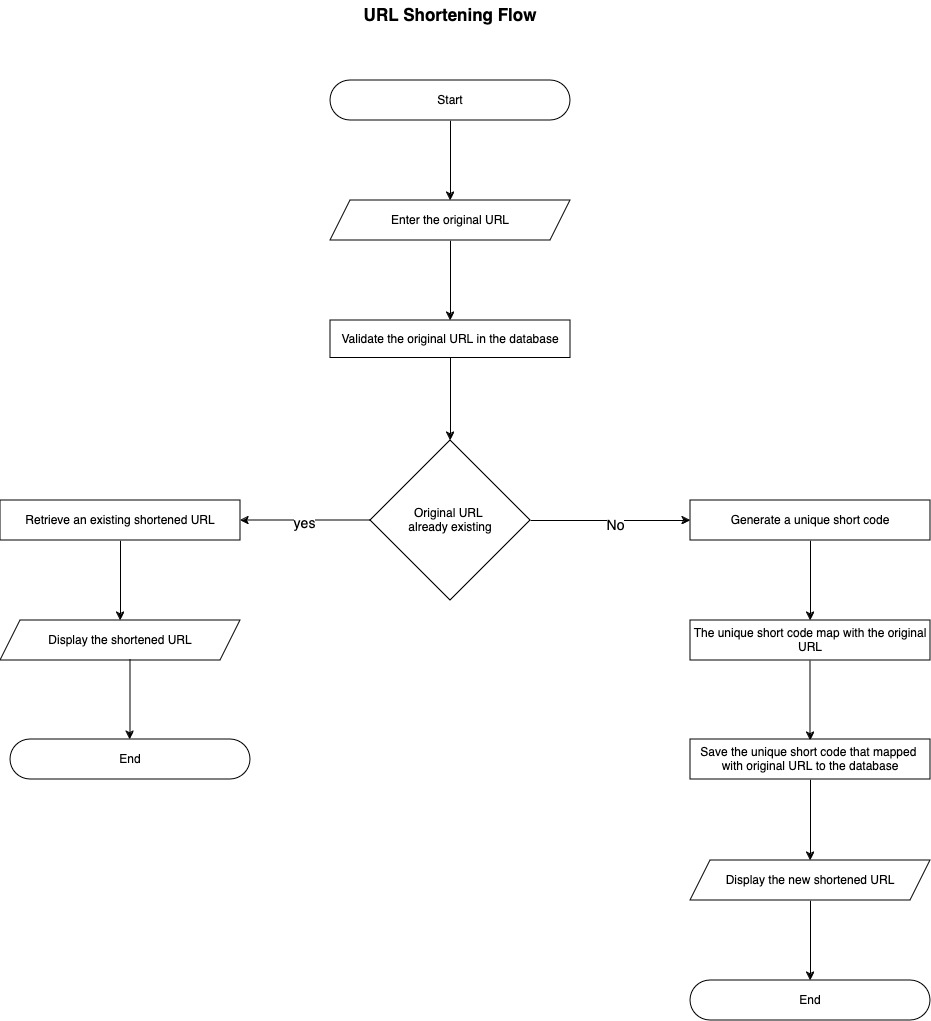 URL Shortening Flow
Start
Enter the original URL
Validate the original URL in the database
Original URL
already existing
yes
No
Retrieve an existing shortened URL
Display the shortened URL
End
Generate a unique short code
The unique short code map with the original
URL
Save the unique short code that mapped
with original URL to the database
Display the new shortened URL
End